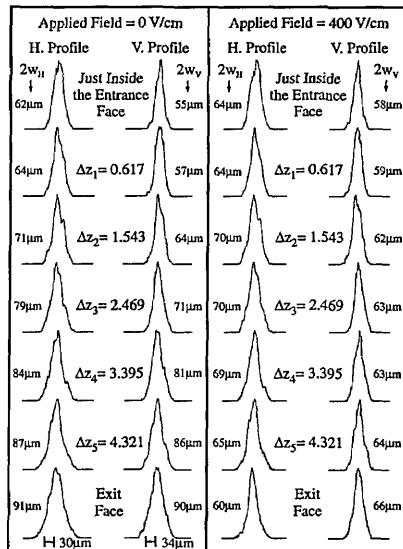 Applied Field = 0 V/cm
H. Profile V. Profile
2w_H 2w_V
Just Inside
the Entrance
Face
62µm 55µm
64µm Δz₁= 0.617 57µm
71µm Δz₂= 1.543 64µm
79µm Δz₃= 2.469 71µm
84µm Δz₄= 3.395 81µm
87µm Δz₅= 4.321 86µm
91µm Exit 90µm
Face
30µm 34µm
Applied Field = 400 V/cm
H. Profile V. Profile
2w_H 2w_V
Just Inside
the Entrance
Face
64µm 58µm
64µm Δz₁= 0.617 59µm
70µm Δz₂= 1.543 62µm
70µm Δz₃= 2.469 63µm
69µm Δz₄= 3.395 63µm
65µm Δz₅= 4.321 64µm
60µm Exit 66µm
Face